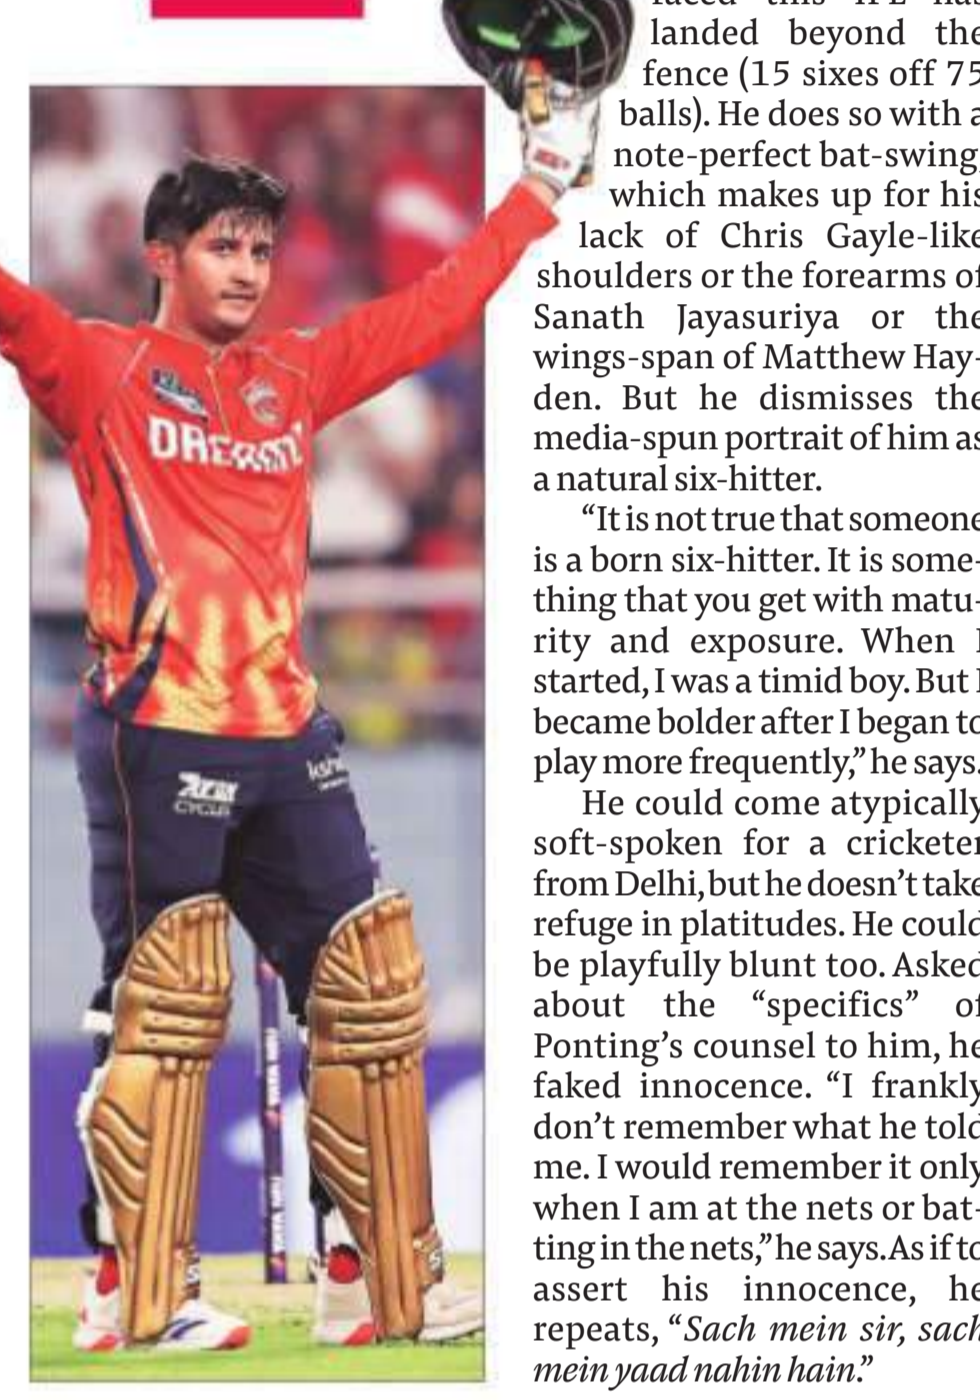 landed beyond the
fence (15 sixes off 75
balls). He does so with a
note-perfect bat-swing
which makes up for his
lack of Chris Gayle-like
shoulders or the forearms of
Sanath Jayasuriya or the
wings-span of Matthew Hay-
den. But he dismisses the
media-spun portrait of him as
a natural six-hitter.
“It is not true that someone
is a born six-hitter. It is some-
thing that you get with matu-
rity and exposure. When I
started, I was a timid boy. But I
became bolder after I began to
play more frequently,” he says.
He could come atypically
soft-spoken for a cricketer
from Delhi, but he doesn’t take
refuge in platitudes. He could
be playfully blunt too. Asked
about the “specifics” of
Ponting’s counsel to him, he
faked innocence. “I frankly
don’t remember what he told
me. I would remember it only
when I am at the nets or bat-
ting in the nets,” he says. As if to
assert his innocence, he
repeats, “Sach mein sir, sach
mein yaad nahin hain.”
DREAM11
CYCLE
TATA
TATA